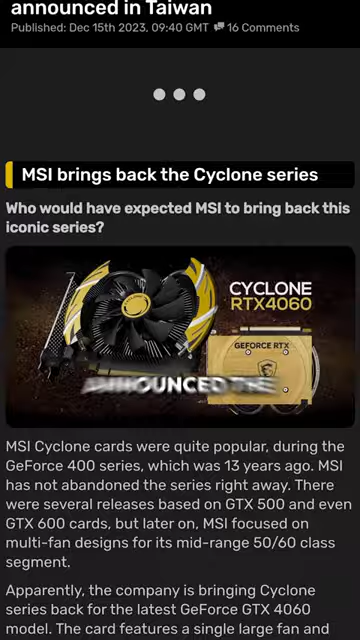 announced in Taiwan
Published: Dec 15th 2023, 09:40 GMT 16 Comments
MSI brings back the Cyclone series
Who would have expected MSI to bring back this
iconic series?
CYCLONE
RTX4060
GEFORCE RTX
ANNOUNCED THE
MSI Cyclone cards were quite popular, during the
GeForce 400 series, which was 13 years ago. MSI
has not abandoned the series right away. There
were several releases based on GTX 500 and even
GTX 600 cards, but later on, MSI focused on
multi-fan designs for its mid-range 50/60 class
segment.
Apparently, the company is bringing Cyclone
series back for the latest GeForce GTX 4060
model. The card features a single large fan and